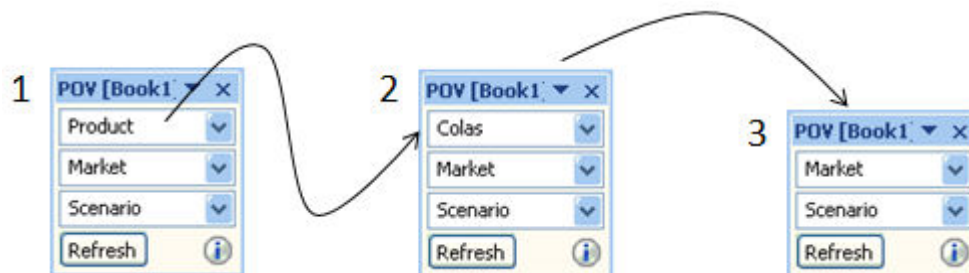 1
POV [Book1]
Product
Market
Scenario
Refresh
2
POV [Book1]
Colas
Market
Scenario
Refresh
3
POV [Book1]
Market
Scenario
Refresh